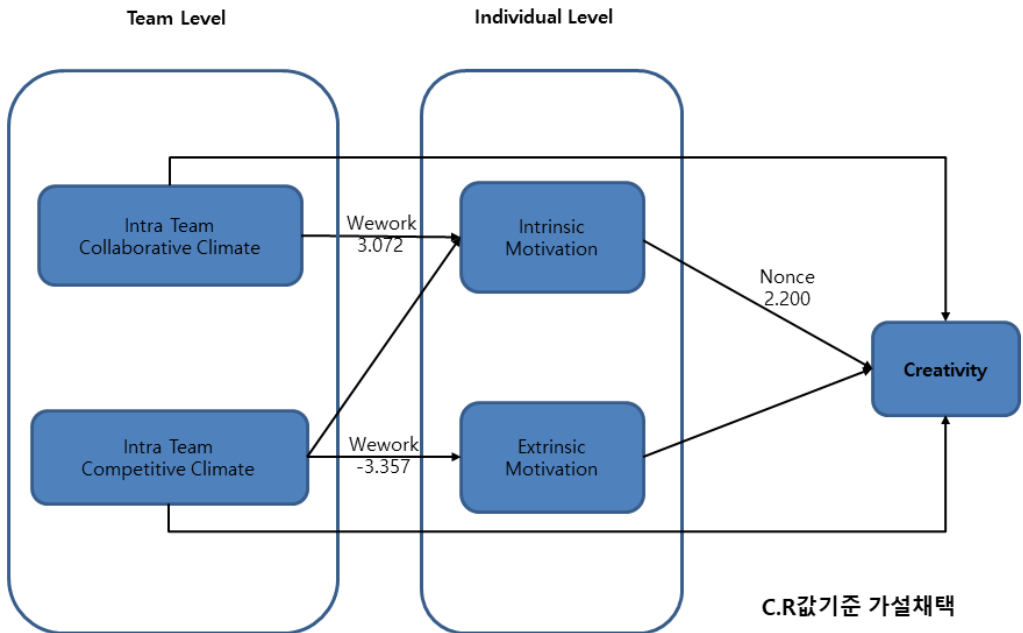 Team Level
Individual Level
Intra Team
Collaborative Climate
Wework
3.072
Intrinsic
Motivation
Nonce
2.200
Creativity
Intra Team
Competitive Climate
Wework
-3.357
Extrinsic
Motivation
C.R값기준 가설채택